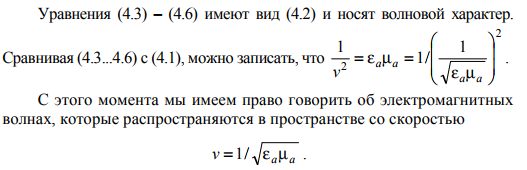 Уравнения (4.3) – (4.6) имеют вид (4.2) и носят волновой характер.
Сравнивая (4.3...4.6) с (4.1), можно записать, что $\frac{1}{v^2} = \varepsilon_a \mu_a = 1 / \left( \frac{1}{\sqrt{\varepsilon_a \mu_a}} \right)^2$ .
С этого момента мы имеем право говорить об электромагнитных
волнах, которые распространяются в пространстве со скоростью
$v = 1 / \sqrt{\varepsilon_a \mu_a}$ .